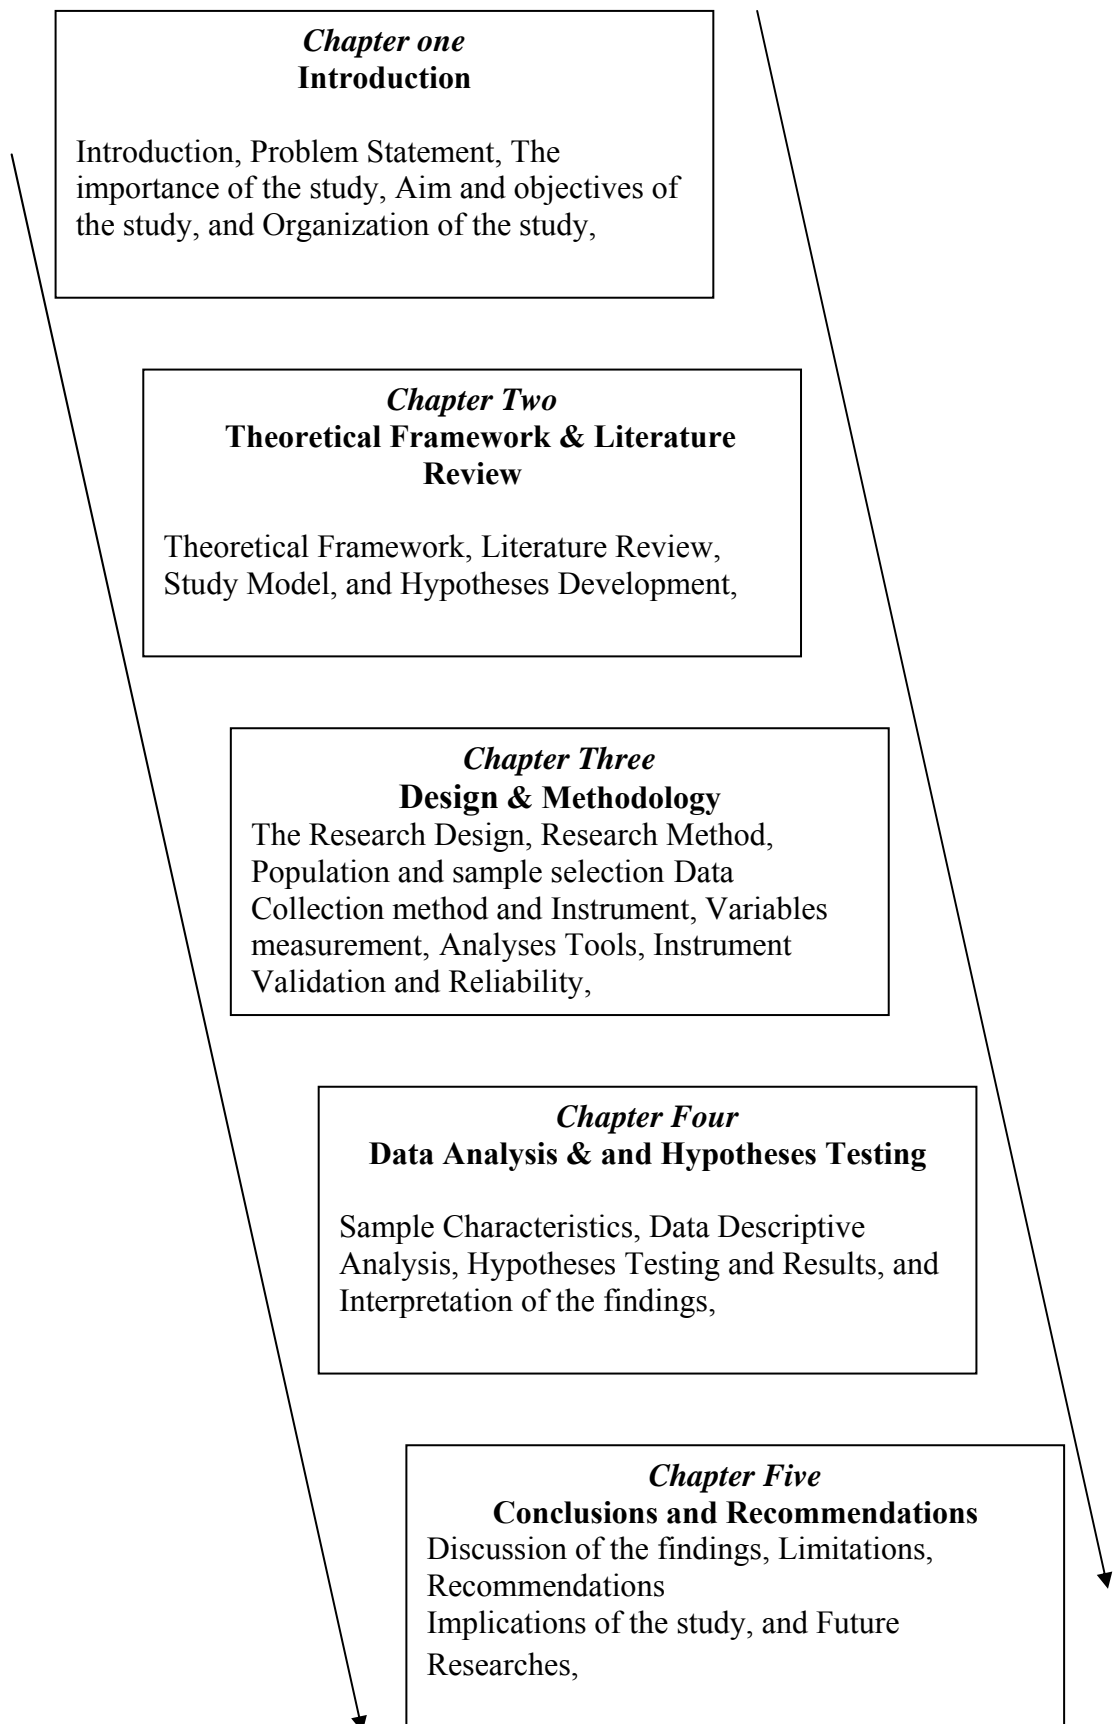 Chapter one
Introduction
Introduction, Problem Statement, The
importance of the study, Aim and objectives of
the study, and Organization of the study,
Chapter Two
Theoretical Framework & Literature
Review
Theoretical Framework, Literature Review,
Study Model, and Hypotheses Development,
Chapter Three
Design & Methodology
The Research Design, Research Method,
Population and sample selection Data
Collection method and Instrument, Variables
measurement, Analyses Tools, Instrument
Validation and Reliability,
Chapter Four
Data Analysis & and Hypotheses Testing
Sample Characteristics, Data Descriptive
Analysis, Hypotheses Testing and Results, and
Interpretation of the findings,
Chapter Five
Conclusions and Recommendations
Discussion of the findings, Limitations,
Recommendations
Implications of the study, and Future
Researches,